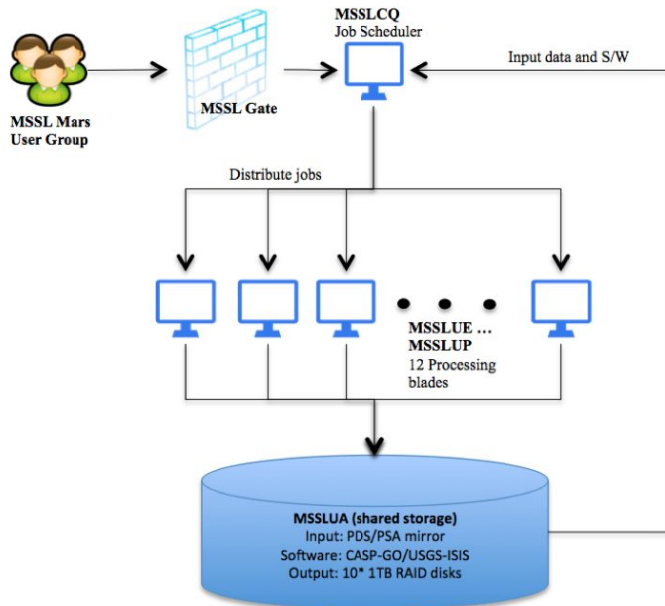 MSSLCQ
Job Scheduler
Input data and S/W
MSSL Gate
MSSL Mars
User Group
Distribute jobs
MSSLUE ...
MSSLUP
12 Processing
blades
MSSLUA (shared storage)
Input: PDS/PSA mirror
Software: CASP-GO/USGS-ISIS
Output: 10* 1TB RAID disks